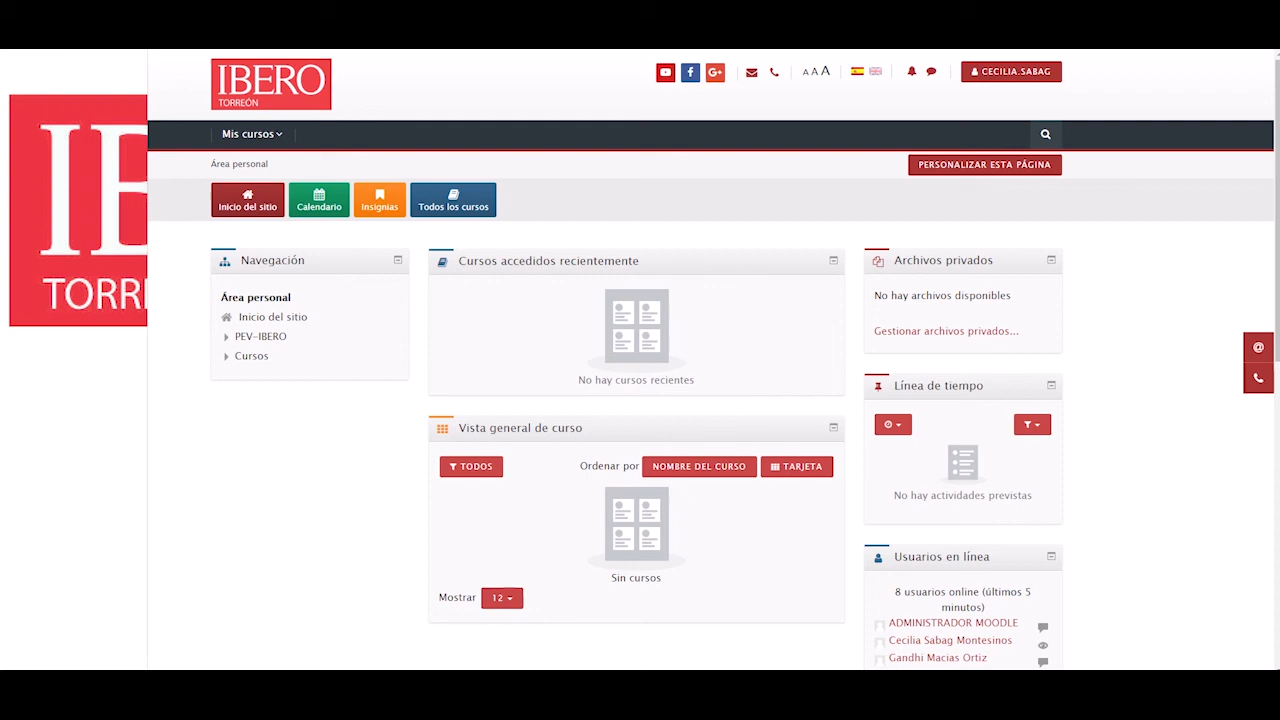 IBERO
TORREÓN
A A A
CECILIA.SABAG
IB
TORR
Mis cursos
Área personal
PERSONALIZAR ESTA PÁGINA
Inicio del sitio
Calendario
Insignias
Todos los cursos
Navegación
Área personal
Inicio del sitio
PEV-IBERO
Cursos
Cursos accedidos recientemente
No hay cursos recientes
Vista general de curso
TODOS
Ordenar por NOMBRE DEL CURSO TARJETA
Sin cursos
Mostrar 12
Archivos privados
No hay archivos disponibles
Gestionar archivos privados...
Línea de tiempo
No hay actividades previstas
Usuarios en línea
8 usuarios online (últimos 5
minutos)
ADMINISTRADOR MOODLE
Cecilia Sabag Montesinos
Gandhi Macias Ortiz